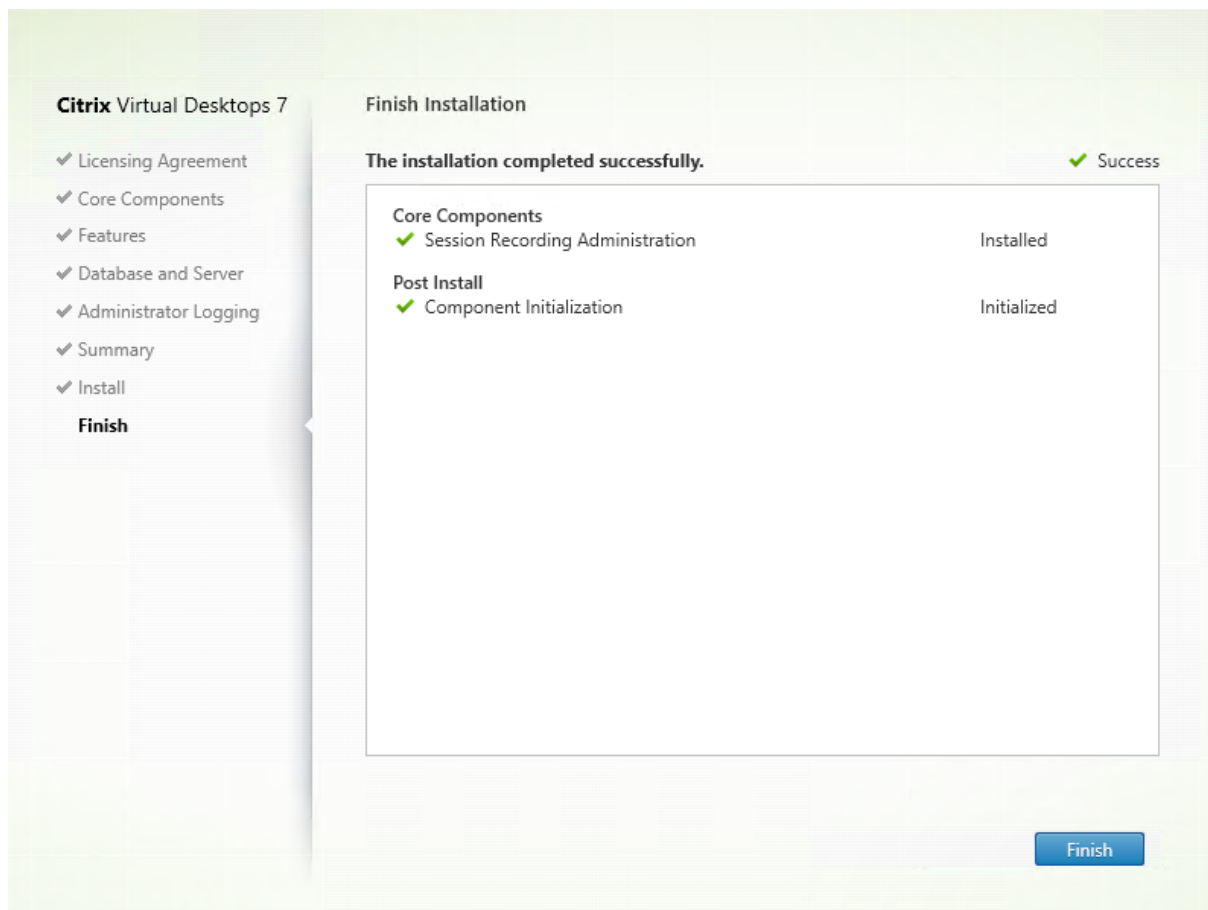 Citrix Virtual Desktops 7
Licensing Agreement
Core Components
Features
Database and Server
Administrator Logging
Summary
Install
Finish
Finish Installation
The installation completed successfully. Success
Core Components
Session Recording Administration Installed
Post Install
Component Initialization Initialized
Finish